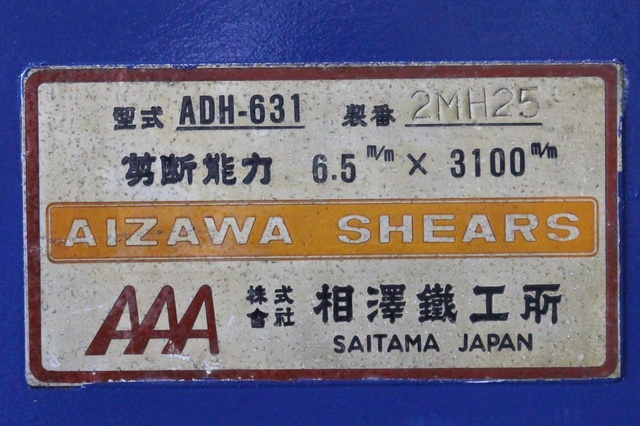 型式 ADH-631 製番 2MH25
剪断能力 6.5 m/m × 3100 m/m
AIZAWA SHEARS
AAA 株式會社 相澤鐵工所
SAITAMA JAPAN